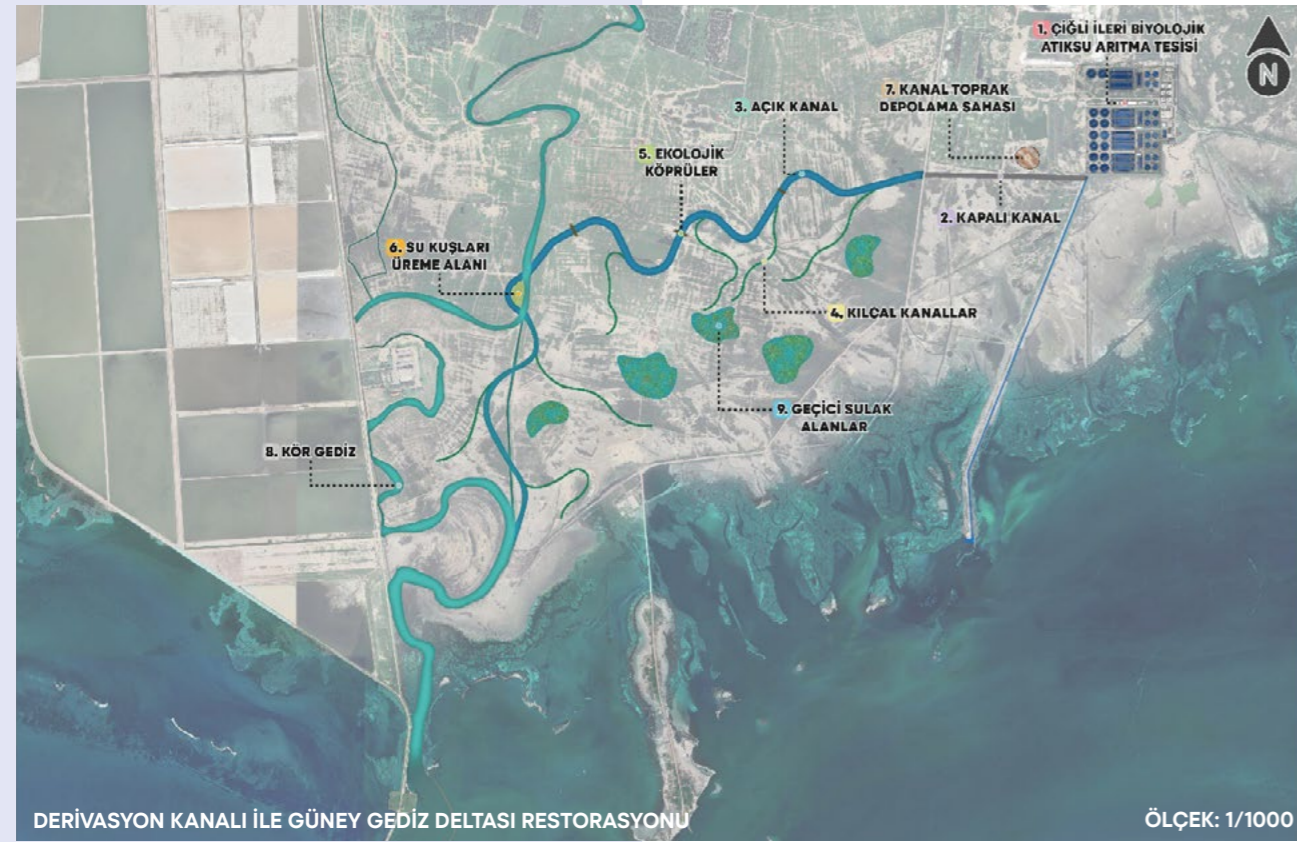 1. ÇİĞLİ İLERİ BİYOLOJİK
ATIKSU ARITMA TESİSİ
N
7. KANAL TOPRAK
DEPOLAMA SAHASI
3. AÇIK KANAL
5. EKOLOJİK
KÖPRÜLER
2. KAPALI KANAL
6. SU KUŞLARI
ÜREME ALANI
4. KILÇAL KANALLAR
9. GEÇİCİ SULAK
ALANLAR
8. KÖR GEDİZ
DERİVASYON KANALI İLE GÜNEY GEDİZ DELTASI RESTORASYONU
ÖLÇEK: 1/1000